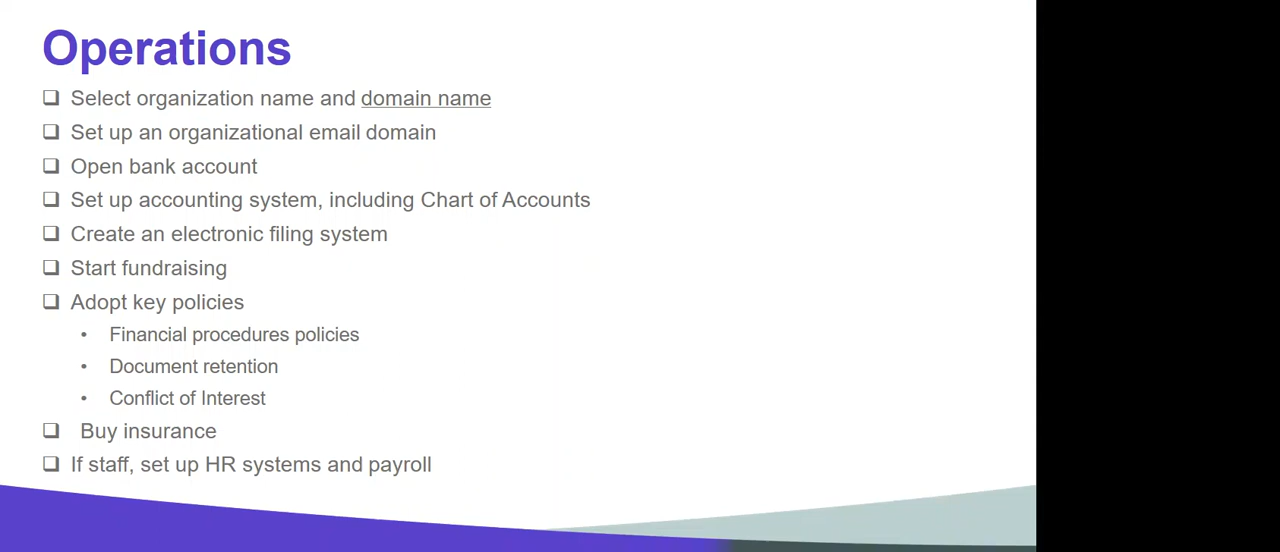 Operations
❑ Select organization name and domain name
❑ Set up an organizational email domain
❑ Open bank account
❑ Set up accounting system, including Chart of Accounts
❑ Create an electronic filing system
❑ Start fundraising
❑ Adopt key policies
• Financial procedures policies
• Document retention
• Conflict of Interest
❑ Buy insurance
❑ If staff, set up HR systems and payroll